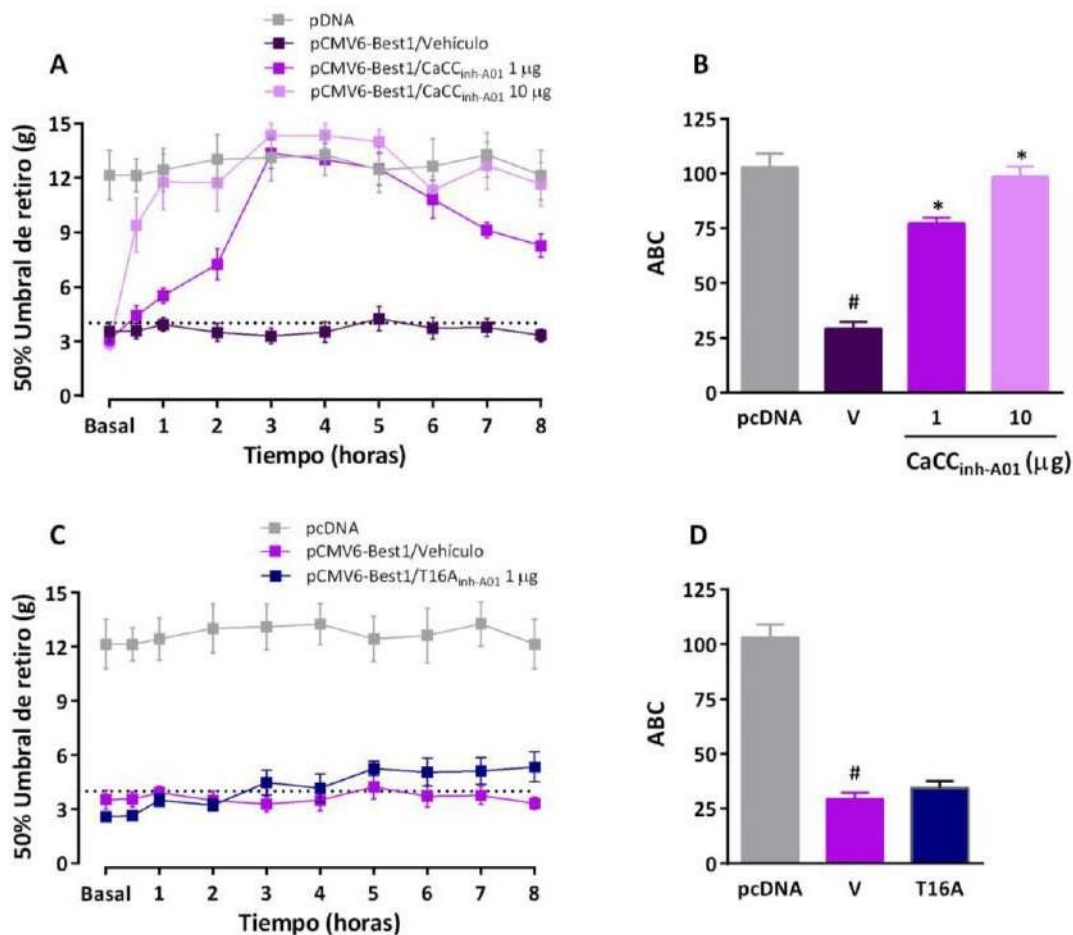 pDNA
pCMV6-Best1/Vehículo
pCMV6-Best1/CaCCinh-A01 1 μg
pCMV6-Best1/CaCCinh-A01 10 μg
A
15
12
9
6
3
0
50% Umbral de retiro (g)
Basal 1 2 3 4 5 6 7 8
Tiempo (horas)
B
125
100
75
50
25
0
ABC
#
*
*
pcDNA V 1 10
CaCCinh-A01 (μg)
C
pcDNA
pCMV6-Best1/Vehículo
pCMV6-Best1/T16Ainh-A01 1 μg
15
12
9
6
3
0
50% Umbral de retiro (g)
Basal 1 2 3 4 5 6 7 8
Tiempo (horas)
D
125
100
75
50
25
0
ABC
#
pcDNA V T16A